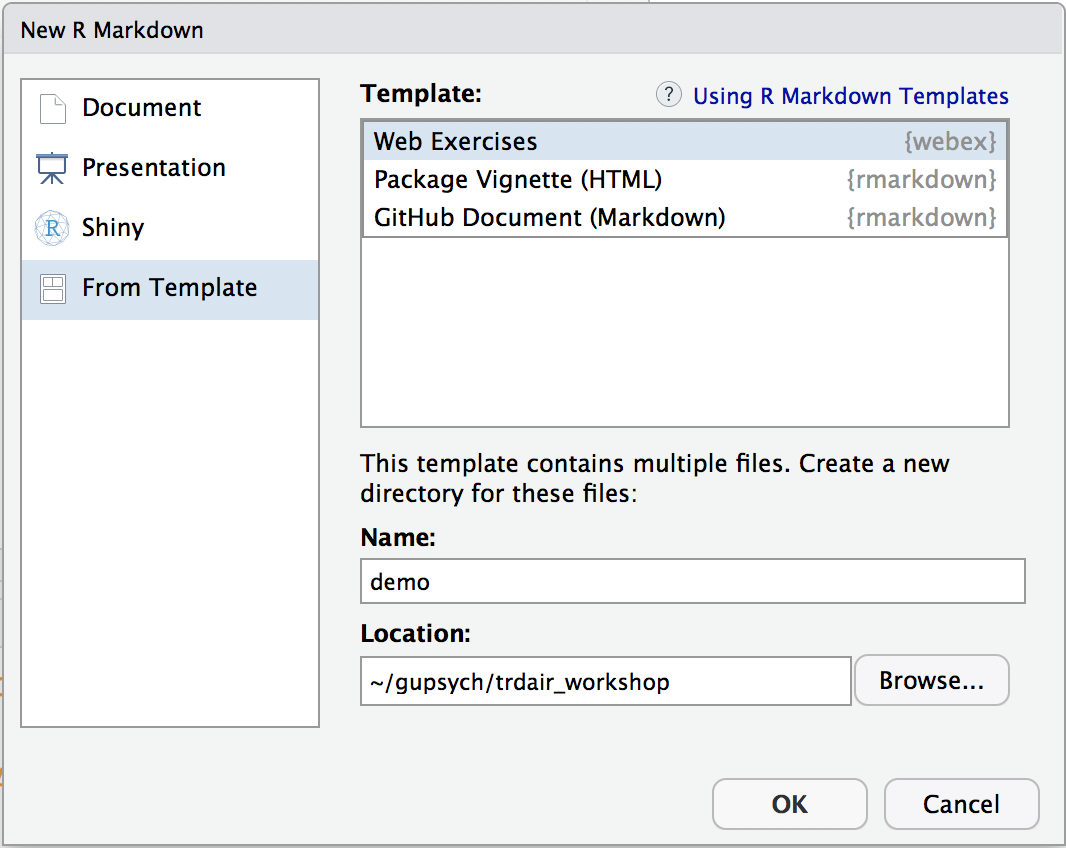 New R Markdown
Document
Presentation
R
Shiny
From Template
Template:
? Using R Markdown Templates
Web Exercises {webex}
Package Vignette (HTML) {rmarkdown}
GitHub Document (Markdown) {rmarkdown}
This template contains multiple files. Create a new
directory for these files:
Name:
demo
Location:
~/gupsych/trdair_workshop
Browse...
OK
Cancel